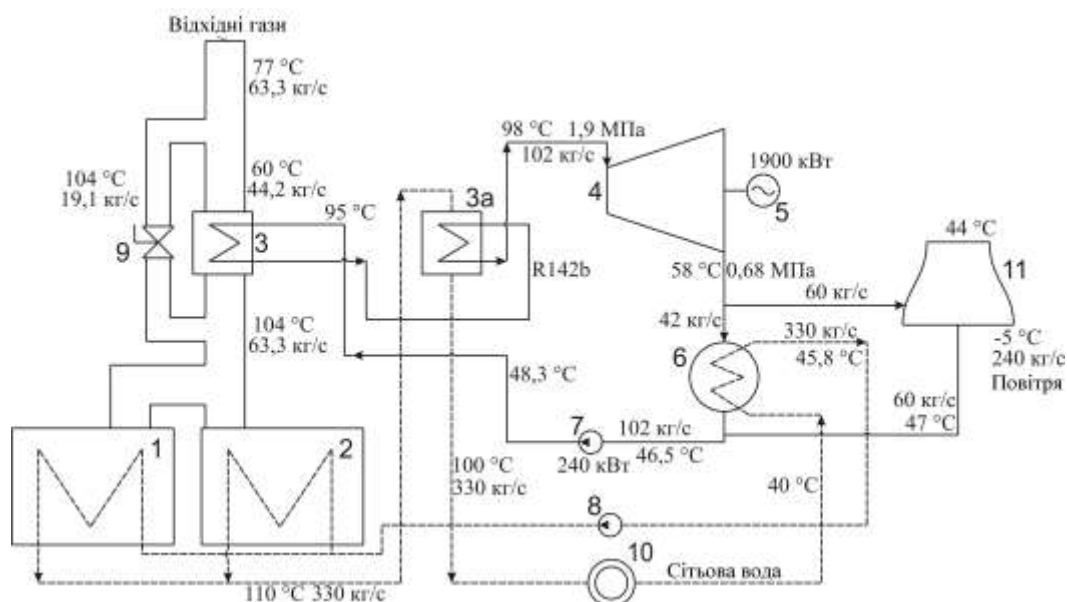 Відхідні гази
77 °C
63,3 кг/с
98 °C 1,9 МПа
102 кг/с
1900 кВт
104 °C
19,1 кг/с
60 °C
44,2 кг/с
3а
4
5
95 °C
44 °C
9
3
R142b
58 °C 0,68 МПа
11
60 кг/с
104 °C
63,3 кг/с
42 кг/с
330 кг/с
-5 °C
6
45,8 °C
240 кг/с
48,3 °C
Повітря
60 кг/с
7
102 кг/с
47 °C
1
2
240 кВт
46,5 °C
100 °C
330 кг/с
40 °C
8
10
Сітьова вода
110 °C 330 кг/с